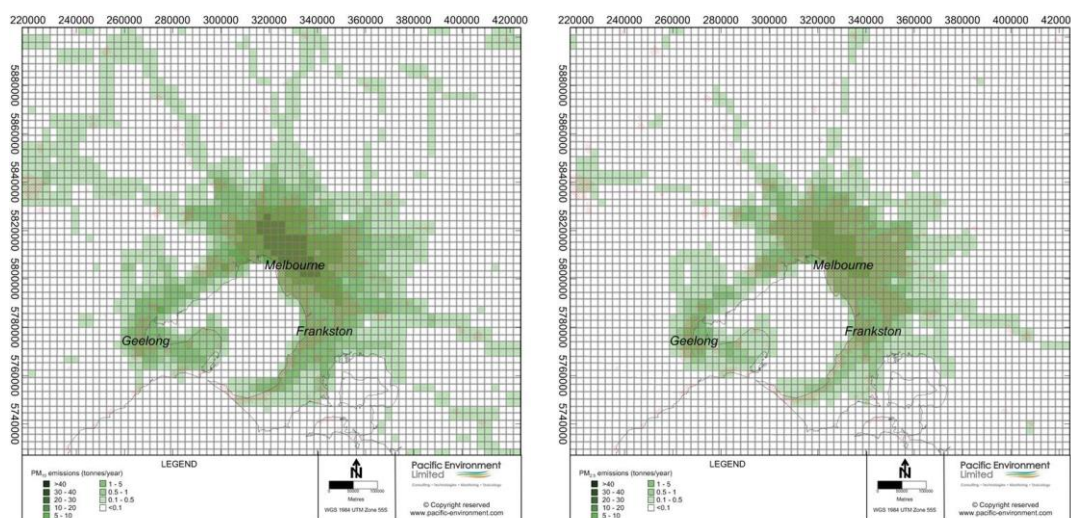 220000 240000 260000 280000 300000 320000 340000 360000 380000 400000 420000
5880000
5860000
5840000
5820000
5800000
5780000
5760000
5740000
Melbourne
Frankston
Geelong
LEGEND
PM₁₀ emissions (tonnes/year)
>40
30 - 40
20 - 30
10 - 20
5 - 10
1 - 5
0.5 - 1
0.1 - 0.5
<0.1
N
Metres
WGS 1984 UTM Zone 55S
Pacific Environment
Limited
© Copyright reserved
www.pacific-environment.com
220000 240000 260000 280000 300000 320000 340000 360000 380000 400000 42000
5880000
5860000
5840000
5820000
5800000
5780000
5760000
5740000
Melbourne
Frankston
Geelong
LEGEND
PM₂.₅ emissions (tonnes/year)
>40
30 - 40
20 - 30
10 - 20
5 - 10
1 - 5
0.5 - 1
0.1 - 0.5
<0.1
N
Metres
WGS 1984 UTM Zone 55S
Pacific Environment
Limited
© Copyright reserved
www.pacific-environment.com